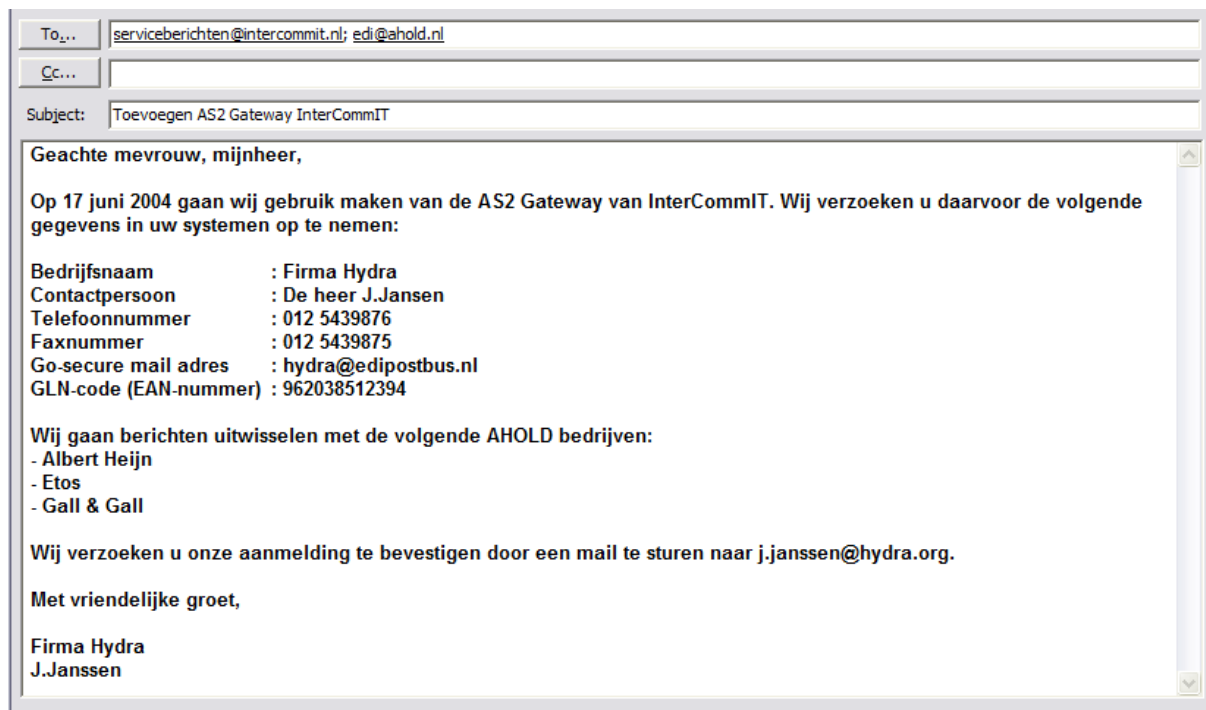 To... serviceberichten@intercommit.nl; edi@ahold.nl
Cc...
Subject: Toevoegen AS2 Gateway InterCommIT
Geachte mevrouw, mijnheer,
Op 17 juni 2004 gaan wij gebruik maken van de AS2 Gateway van InterCommIT. Wij verzoeken u daarvoor de volgende
gegevens in uw systemen op te nemen:
Bedrijfsnaam : Firma Hydra
Contactpersoon : De heer J.Jansen
Telefoonnummer : 012 5439876
Faxnummer : 012 5439875
Go-secure mail adres : hydra@edipostbus.nl
GLN-code (EAN-nummer) : 962038512394
Wij gaan berichten uitwisselen met de volgende AHOLD bedrijven:
- Albert Heijn
- Etos
- Gall & Gall
Wij verzoeken u onze aanmelding te bevestigen door een mail te sturen naar j.janssen@hydra.org.
Met vriendelijke groet,
Firma Hydra
J.Janssen